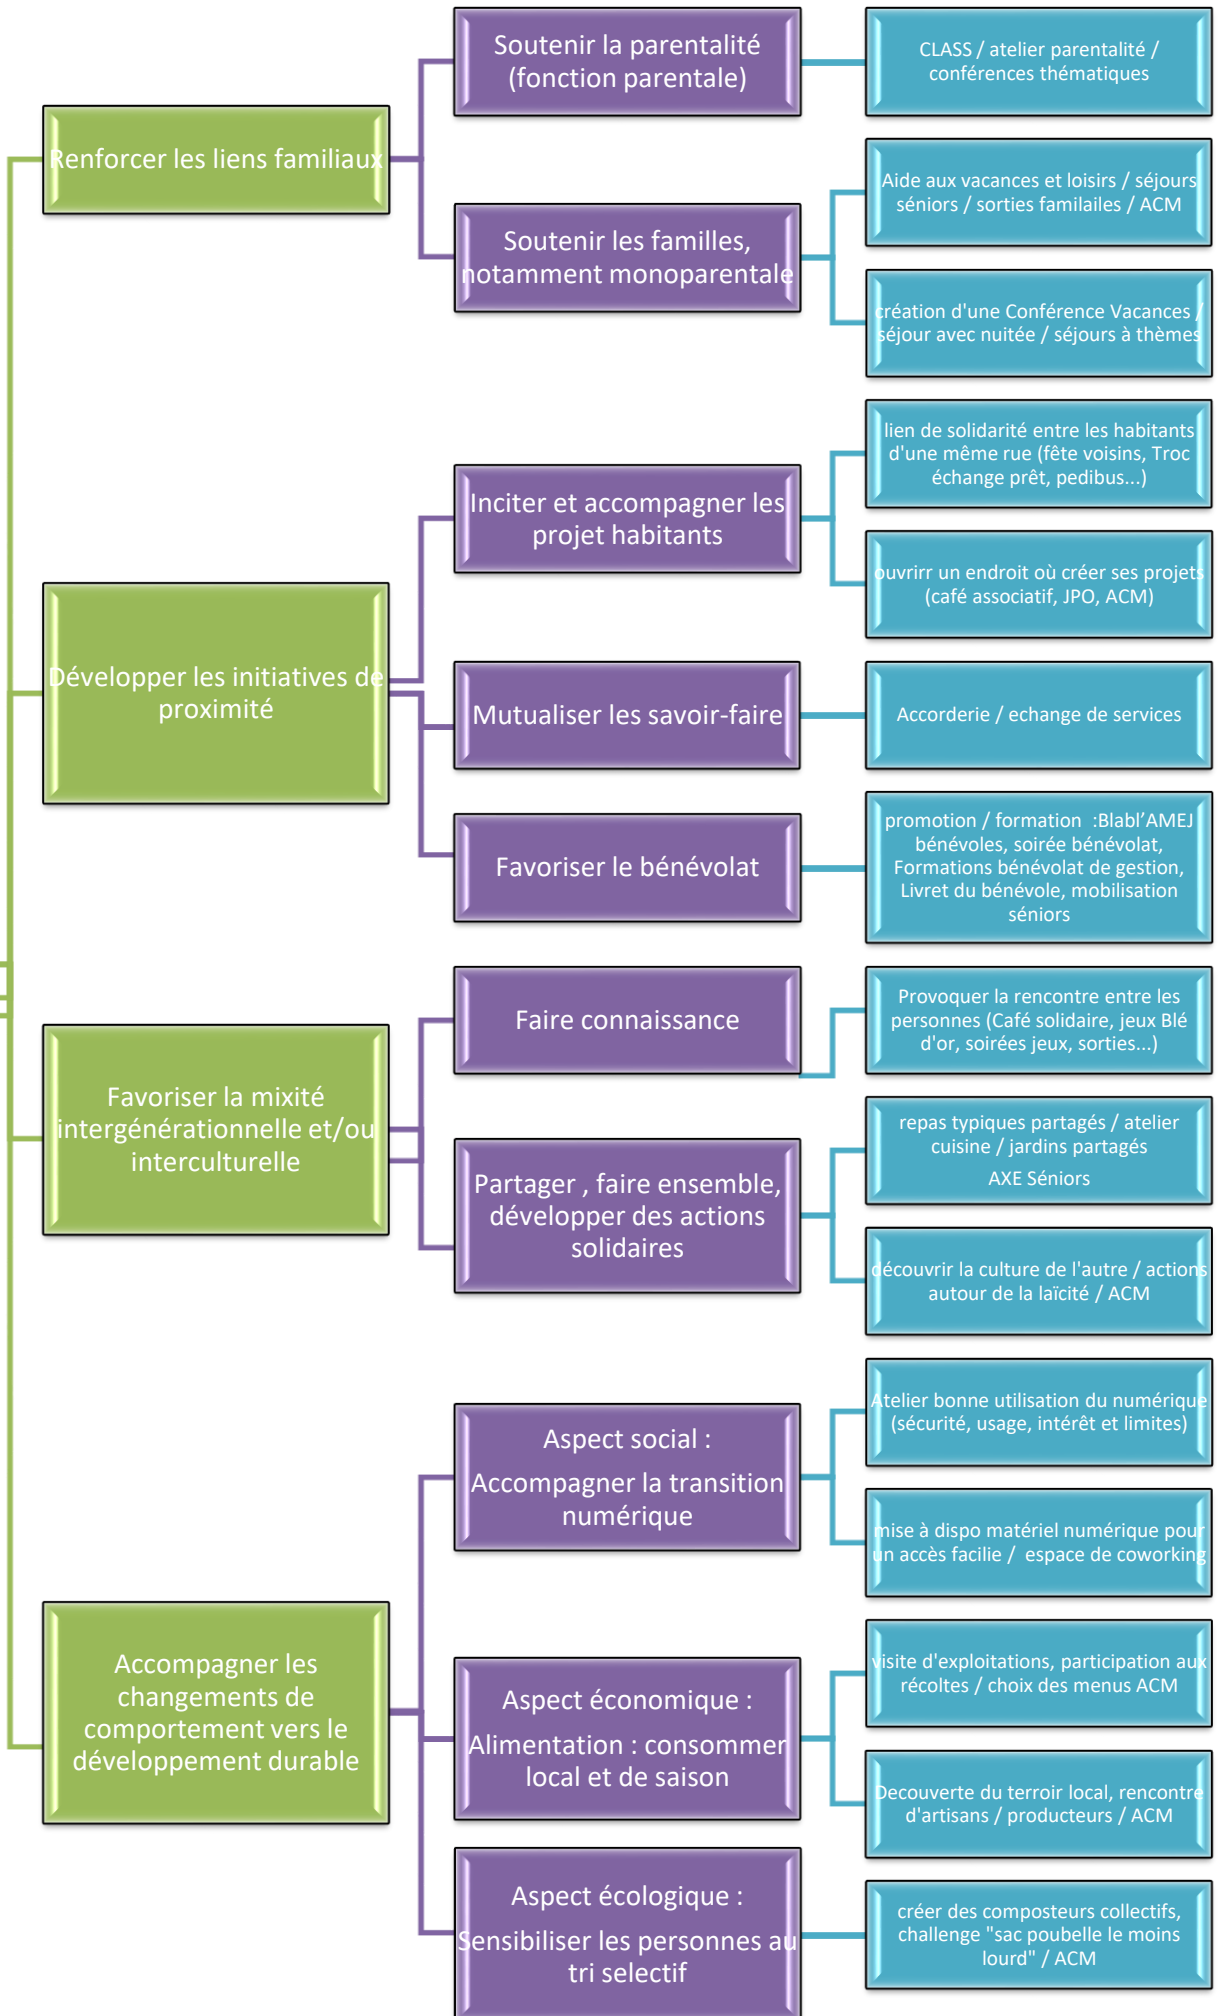 Renforcer les liens familiaux
Soutenir la parentalité
(fonction parentale)
CLASS / atelier parentalité /
conférences thématiques
Soutenir les familles,
notamment monoparentale
Aide aux vacances et loisirs / séjours
séniors / sorties familailes / ACM
création d'une Conférence Vacances /
séjour avec nuitée / séjours à thèmes
Développer les initiatives de
proximité
Inciter et accompagner les
projet habitants
lien de solidarité entre les habitants
d'une même rue (fête voisins, Troc
échange prêt, pedibus...)
ouvrirr un endroit où créer ses projets
(café associatif, JPO, ACM)
Mutualiser les savoir-faire
Accorderie / echange de services
Favoriser le bénévolat
promotion / formation :Blabl’AMEJ
bénévoles, soirée bénévolat,
Formations bénévolat de gestion,
Livret du bénévole, mobilisation
séniors
Favoriser la mixité
intergénérationnelle et/ou
interculturelle
Faire connaissance
Provoquer la rencontre entre les
personnes (Café solidaire, jeux Blé
d'or, soirées jeux, sorties...)
Partager , faire ensemble,
développer des actions
solidaires
repas typiques partagés / atelier
cuisine / jardins partagés
AXE Séniors
découvrir la culture de l'autre / actions
autour de la laïcité / ACM
Accompagner les
changements de
comportement vers le
développement durable
Aspect social :
Accompagner la transition
numérique
Atelier bonne utilisation du numérique
(sécurité, usage, intérêt et limites)
mise à dispo matériel numérique pour
un accès facilie / espace de coworking
Aspect économique :
Alimentation : consommer
local et de saison
visite d'exploitations, participation aux
récoltes / choix des menus ACM
Decouverte du terroir local, rencontre
d'artisans / producteurs / ACM
Aspect écologique :
Sensibiliser les personnes au
tri selectif
créer des composteurs collectifs,
challenge "sac poubelle le moins
lourd" / ACM